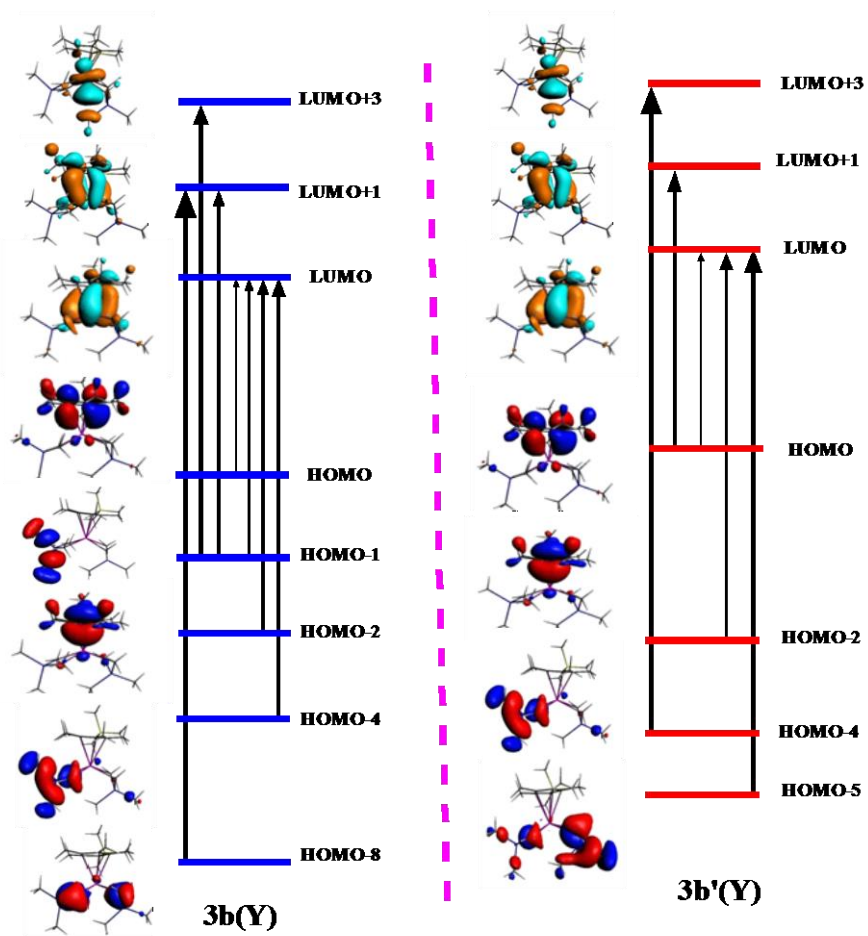 LUMO+3
LUMO+1
LUMO
HOMO
HOMO-1
HOMO-2
HOMO-4
HOMO-8
3b(Y)
LUMO+3
LUMO+1
LUMO
HOMO
HOMO-2
HOMO-4
HOMO-5
3b'(Y)